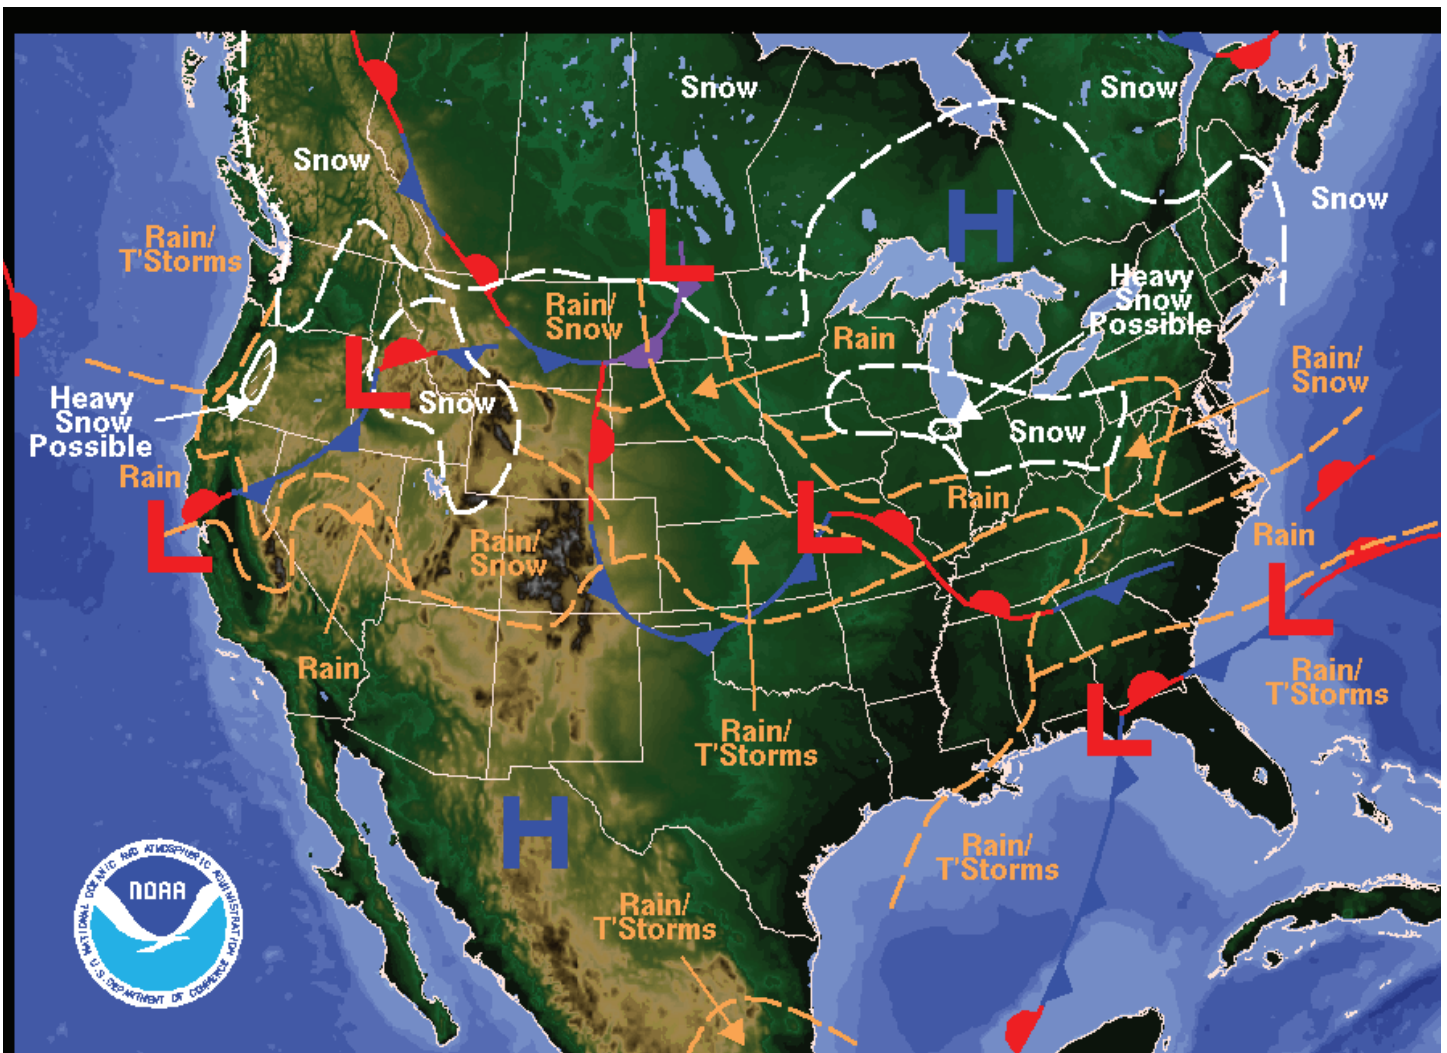 Snow
Snow
Snow
Snow
Rain/
T'Storms
L
H
Heavy
Snow
Possible
Rain/
Snow
Rain
Rain/
Snow
L
Heavy
Snow
Possible
Snow
Snow
Rain
Rain
L
L
Rain
Rain/
Snow
L
Rain
Rain/
T'Storms
L
Rain/
T'Storms
H
Rain/
T'Storms
Rain/
T'Storms
NOAA
NATIONAL OCEANIC AND ATMOSPHERIC ADMINISTRATION
U.S. DEPARTMENT OF COMMERCE